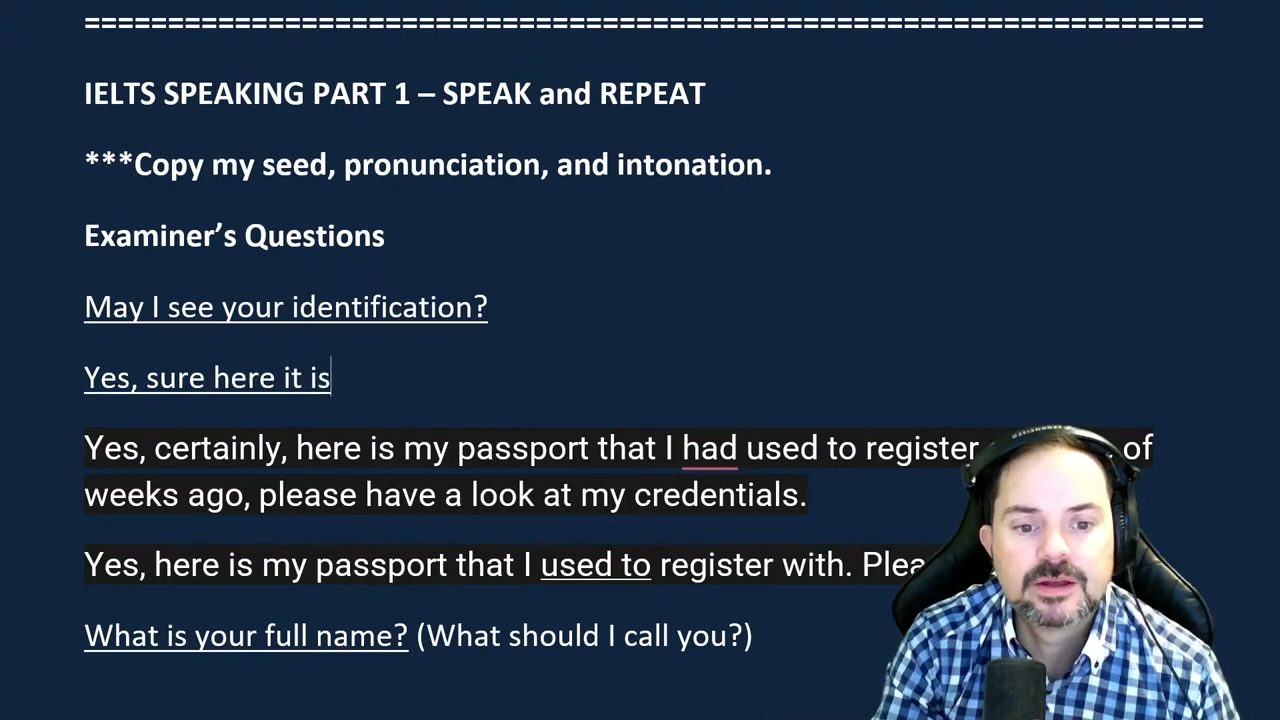 ================================================================
IELTS SPEAKING PART 1 – SPEAK and REPEAT
***Copy my seed, pronunciation, and intonation.
Examiner’s Questions
May I see your identification?
Yes, sure here it is
Yes, certainly, here is my passport that I had used to register of
weeks ago, please have a look at my credentials.
Yes, here is my passport that I used to register with.
What is your full name? (What should I call you?)